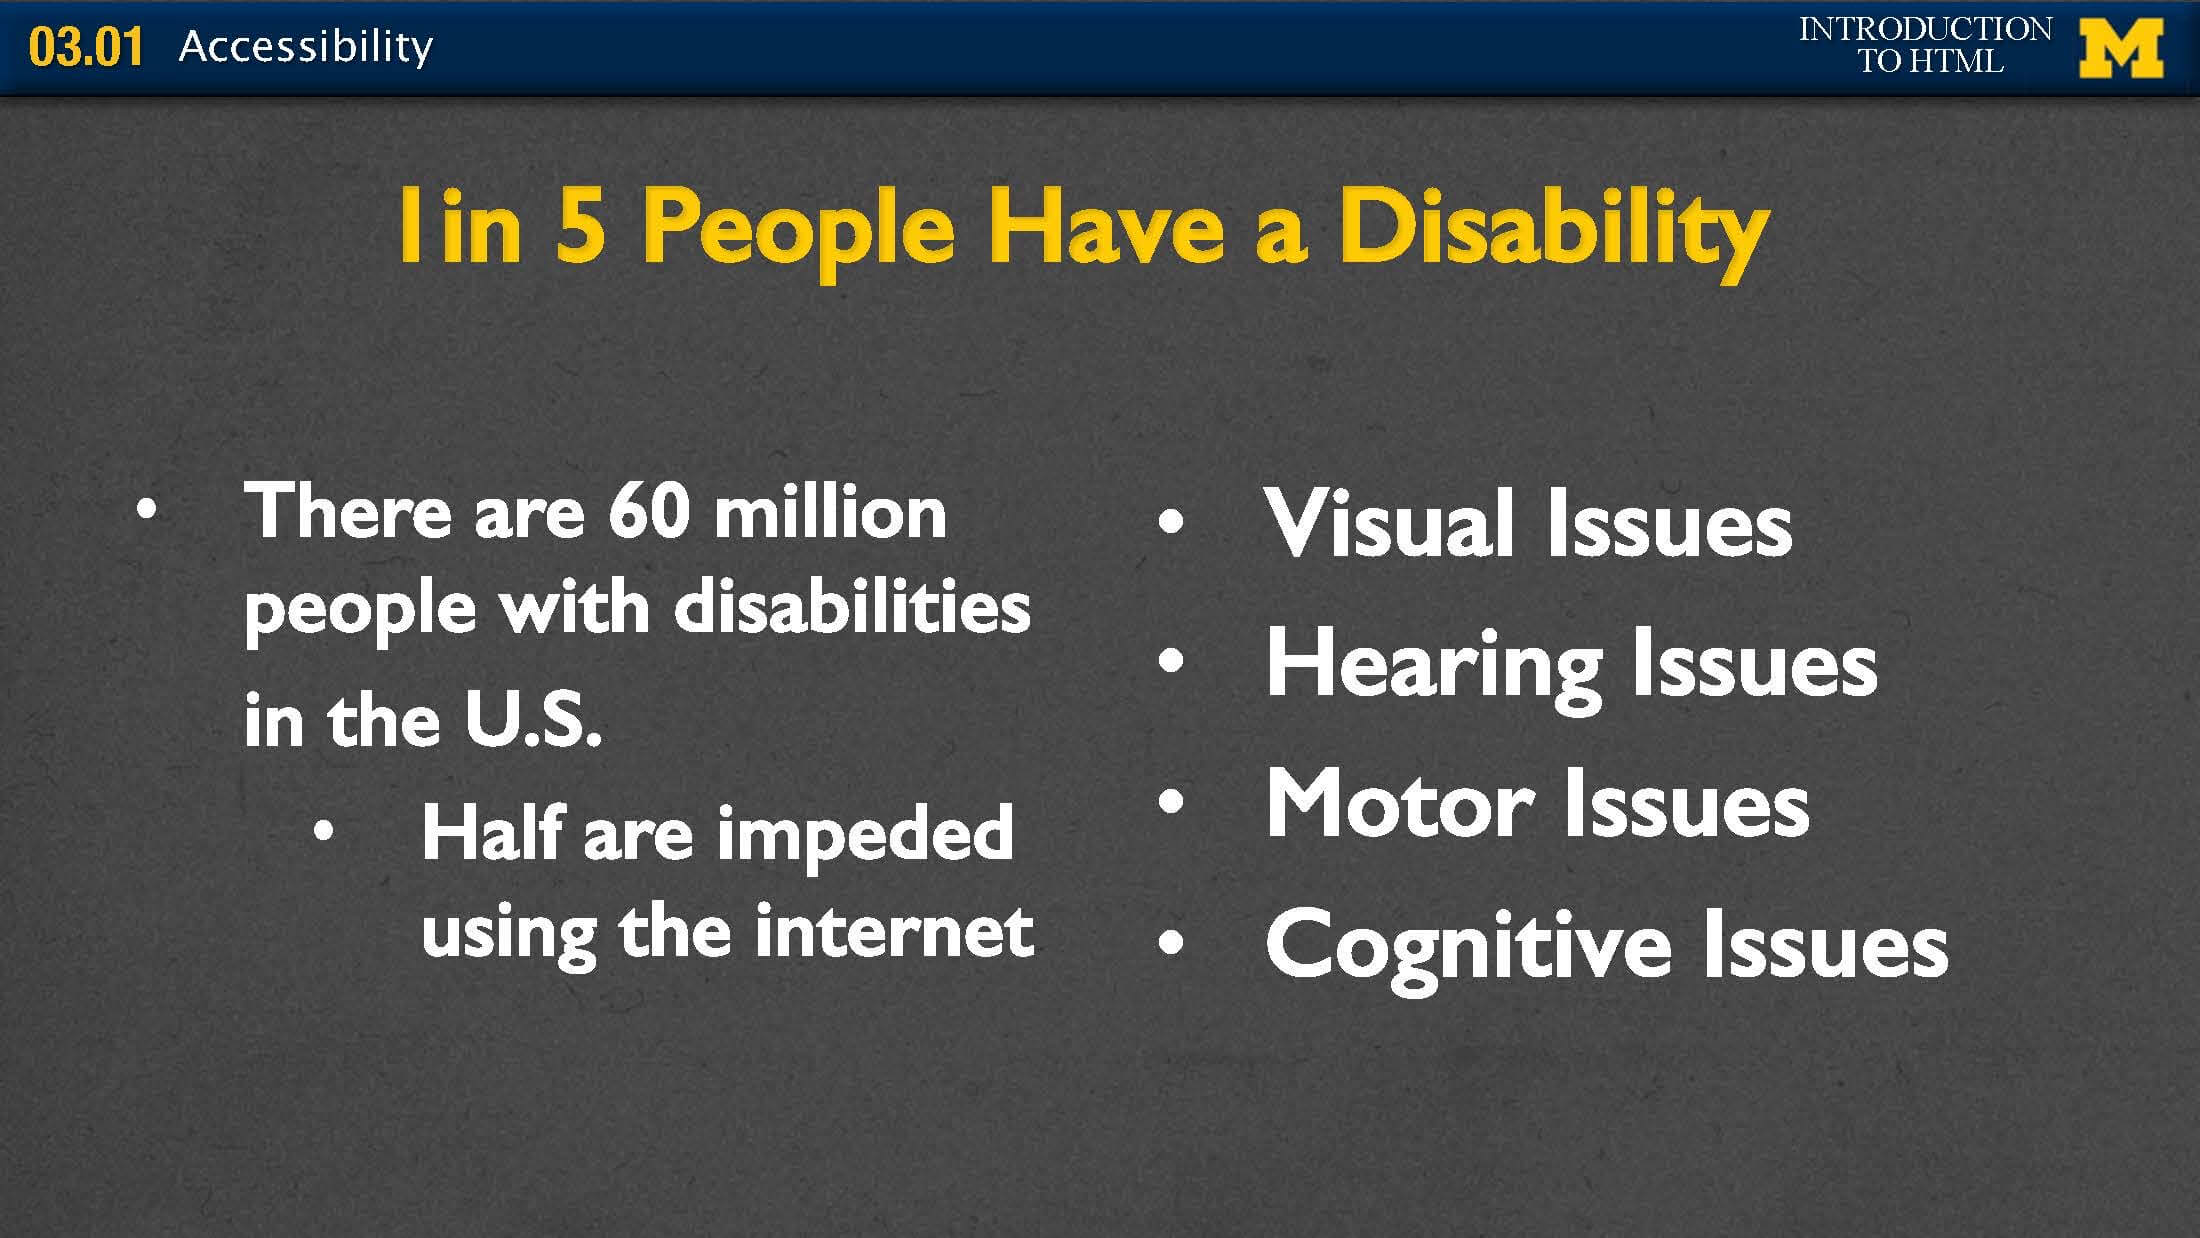 03.01 Accessibility
INTRODUCTION
TO HTML
M
1 in 5 People Have a Disability
• There are 60 million
people with disabilities
in the U.S.
• Half are impeded
using the internet
• Visual Issues
• Hearing Issues
• Motor Issues
• Cognitive Issues